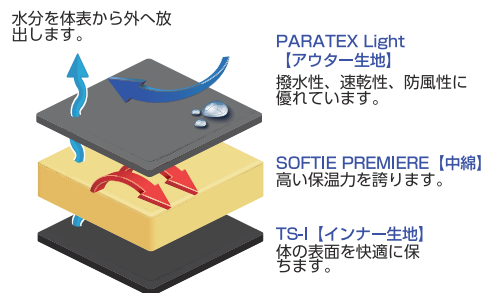 水分を体表から外へ放
出します。
PARATEX Light
【アウター生地】
撥水性、速乾性、防風性に
優れています。
SOFTIE PREMIERE【中綿】
高い保温力を誇ります。
TS-I【インナー生地】
体の表面を快適に保
ちます。